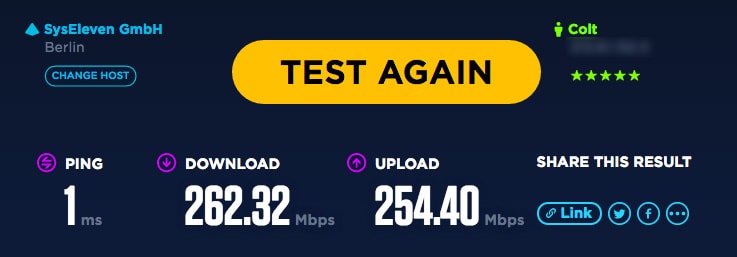 SysEleven GmbH
Berlin
CHANGE HOST
TEST AGAIN
Colt
PING
1 ms
DOWNLOAD
262.32 Mbps
UPLOAD
254.40 Mbps
SHARE THIS RESULT
Link